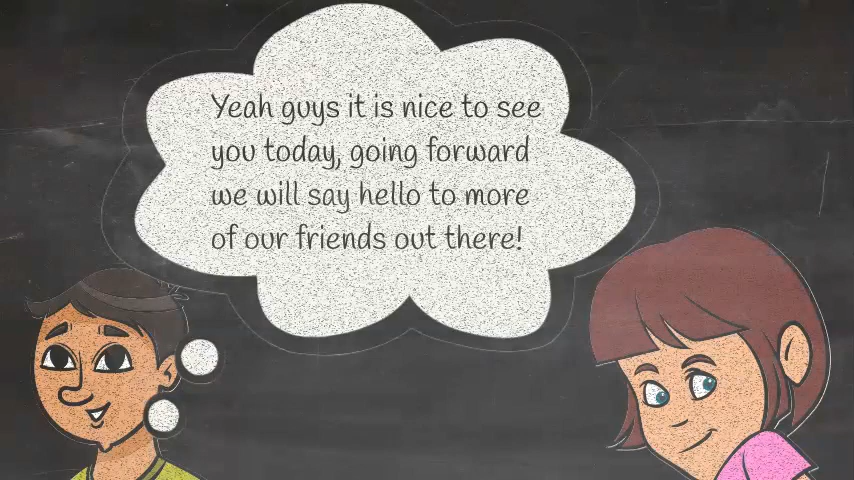 Yeah guys it is nice to see
you today, going forward
we will say hello to more
of our friends out there!